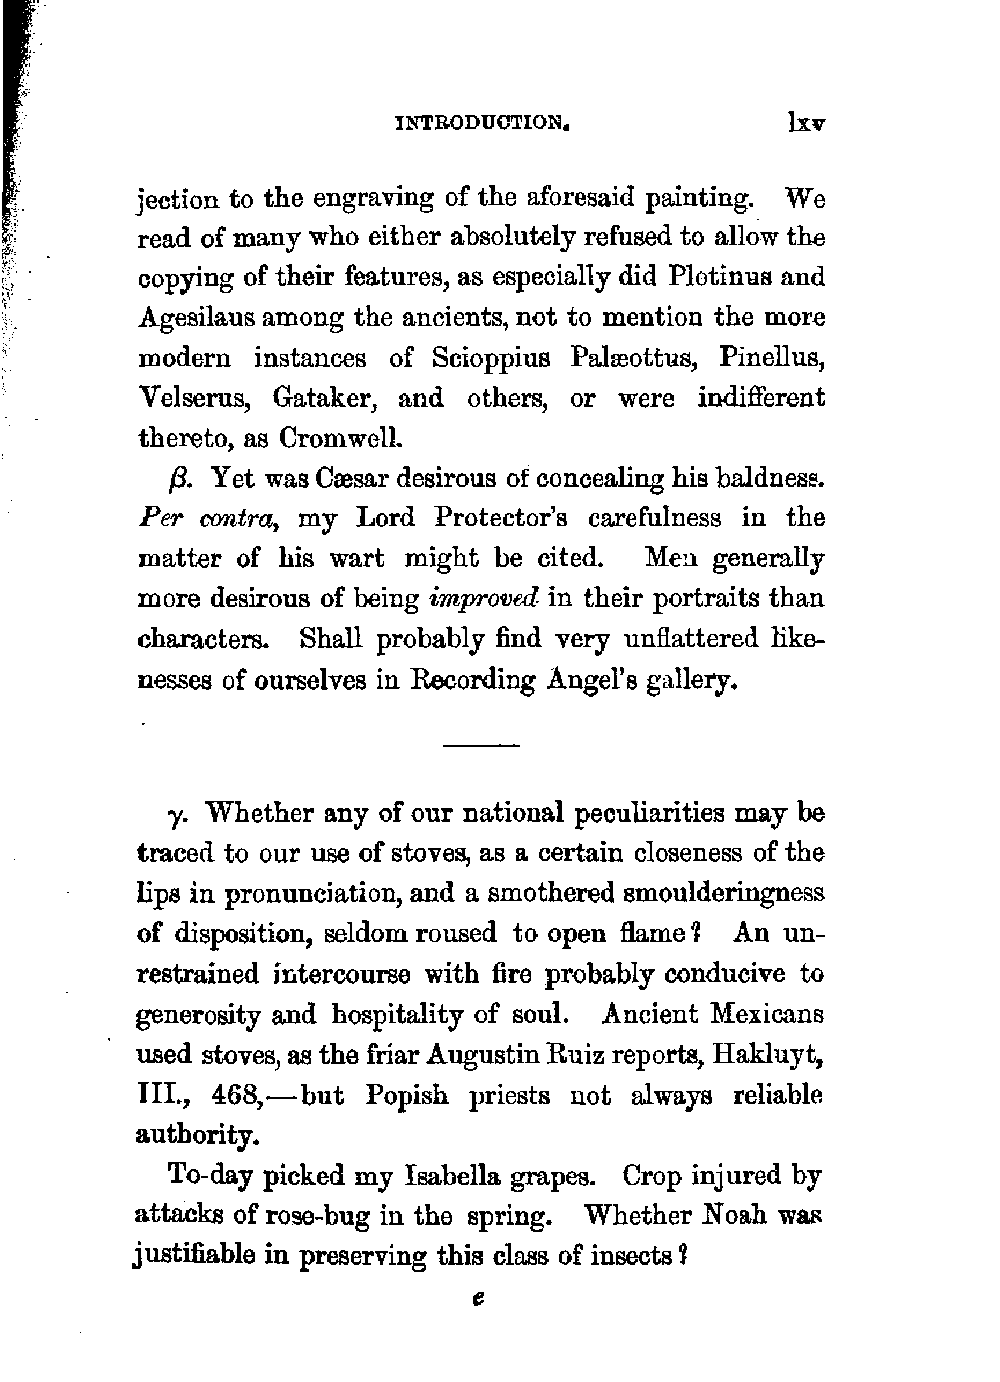 INTRODUCTION. lxv
jection to the engraving of the aforesaid painting. We
read of many who either absolutely refused to allow the
copying of their features, as especially did Plotinus and
Agesilaus among the ancients, not to mention the more
modern instances of Scioppius Palæottus, Pinellus,
Velserus, Gataker, and others, or were indifferent
thereto, as Cromwell.
β. Yet was Cæsar desirous of concealing his baldness.
Per contra, my Lord Protector's carefulness in the
matter of his wart might be cited. Men generally
more desirous of being improved in their portraits than
characters. Shall probably find very unflattered like-
nesses of ourselves in Recording Angel's gallery.
γ. Whether any of our national peculiarities may be
traced to our use of stoves, as a certain closeness of the
lips in pronunciation, and a smothered smoulderingness
of disposition, seldom roused to open flame? An un-
restrained intercourse with fire probably conducive to
generosity and hospitality of soul. Ancient Mexicans
used stoves, as the friar Augustin Ruiz reports, Hakluyt,
III., 468,—but Popish priests not always reliable
authority.
To-day picked my Isabella grapes. Crop injured by
attacks of rose-bug in the spring. Whether Noah was
justifiable in preserving this class of insects?
e